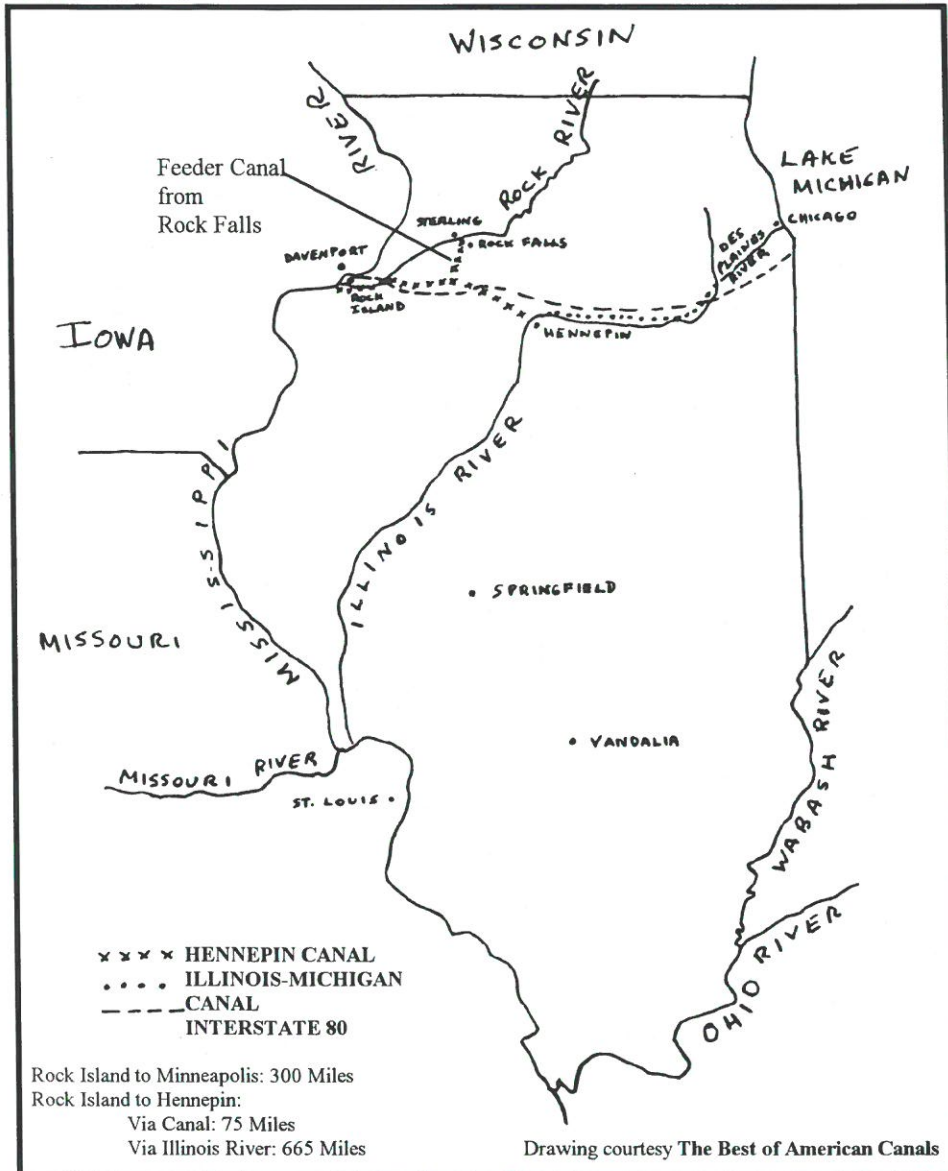 WISCONSIN
RIVER
ROCK RIVER
Feeder Canal
from
Rock Falls
LAKE
MICHIGAN
CHICAGO
STERLING
ROCK FALLS
DES
PLAINES
RIVER
DAVENPORT
ROCK
ISLAND
HENNEPIN
IOWA
MISSISSIPPI
ILLINOIS RIVER
SPRINGFIELD
MISSOURI
VANDALIA
MISSOURI RIVER
ST. LOUIS
WABASH RIVER
OHIO RIVER
x x x x HENNEPIN CANAL
. . . . ILLINOIS-MICHIGAN
– – – – CANAL
INTERSTATE 80
Rock Island to Minneapolis: 300 Miles
Rock Island to Hennepin:
Via Canal: 75 Miles
Via Illinois River: 665 Miles
Drawing courtesy The Best of American Canals